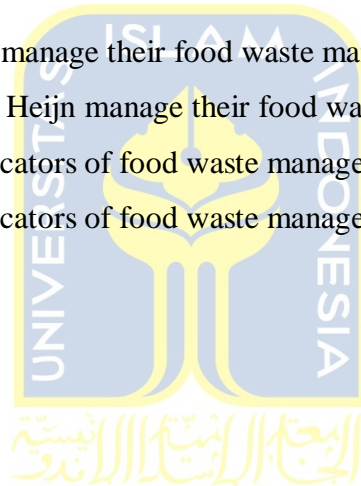 manage their food waste ma
ISLAM
Heijn manage their food wa
UNIVERSITAS
INDONESIA
cators of food waste manage
cators of food waste manage